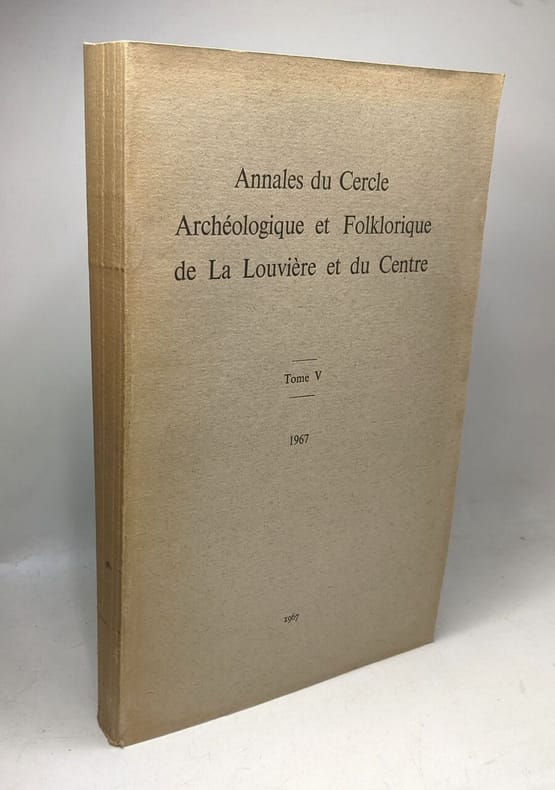 Annales du Cercle
Archéologique et Folklorique
de La Louvière et du Centre
Tome V
1967
1967